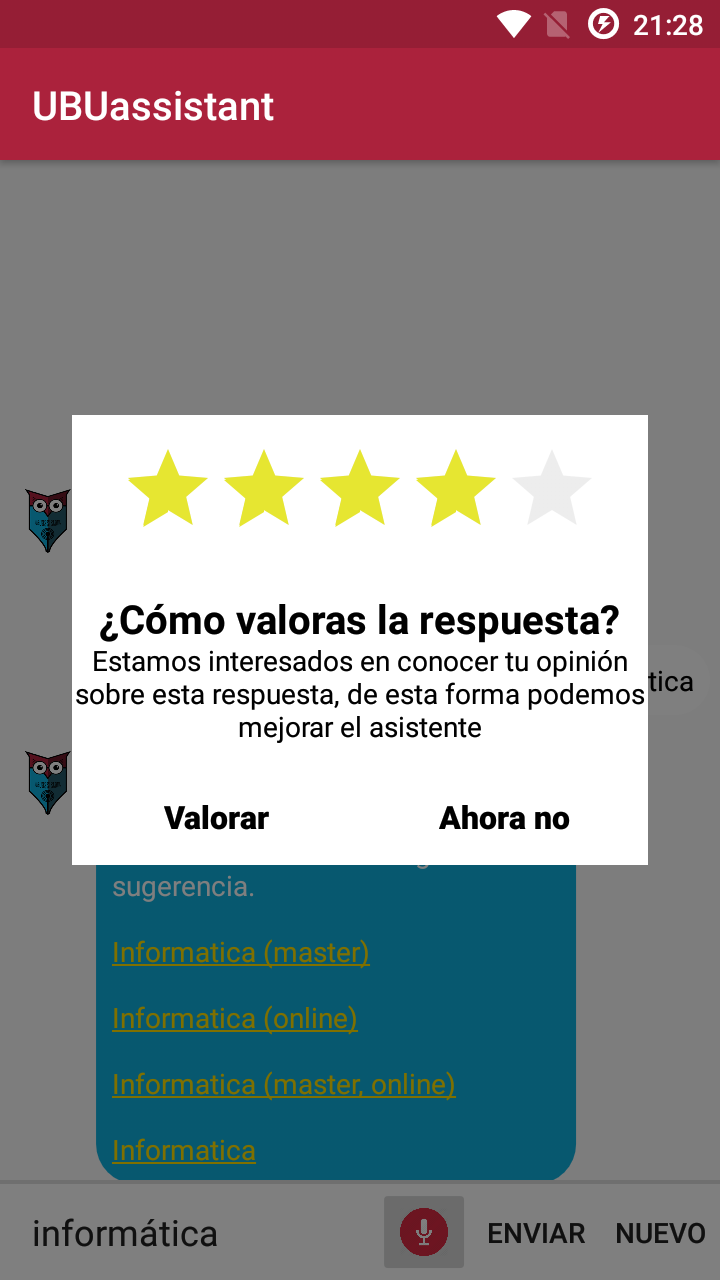 21:28
UBUassistant
¿Cómo valoras la respuesta?
Estamos interesados en conocer tu opinión
sobre esta respuesta, de esta forma podemos
mejorar el asistente
tica
Valorar Ahora no
sugerencia.
Informatica (master)
Informatica (online)
Informatica (master, online)
Informatica
informática ENVIAR NUEVO